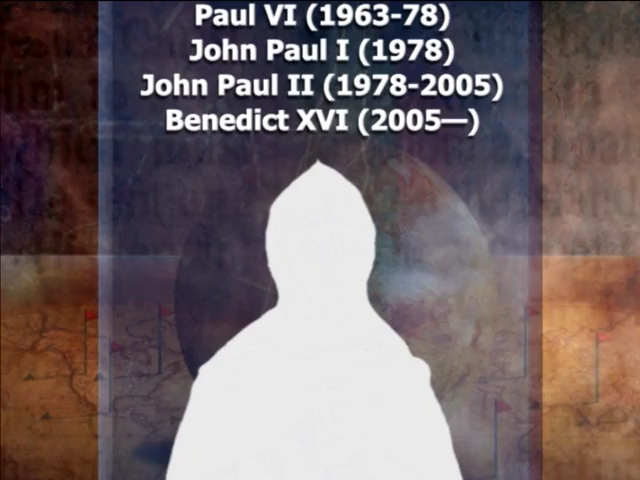 Paul VI (1963-78)
John Paul I (1978)
John Paul II (1978-2005)
Benedict XVI (2005—)